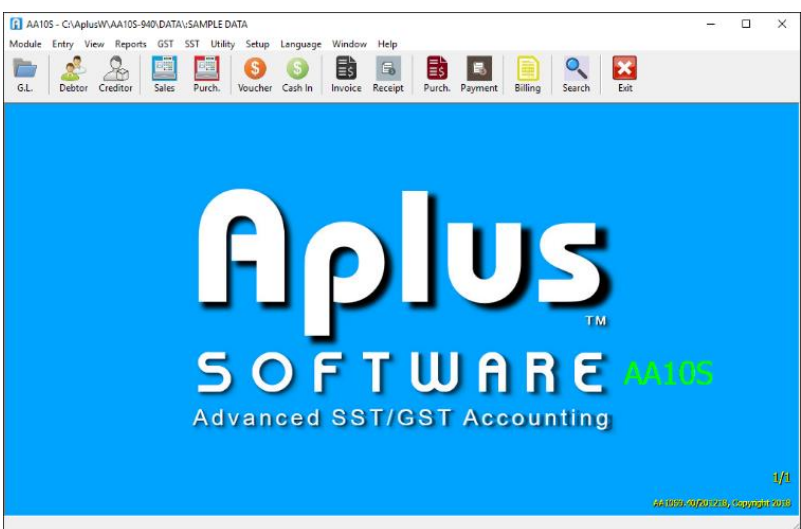 AA10S - C:\AplusW\AA10S-940\DATA\:SAMPLE DATA
Module Entry View Reports GST SST Utility Setup Language Window Help
G.L. Debtor Creditor Sales Purch. Voucher Cash In Invoice Receipt Purch. Payment Billing Search Exit
Aplus
TM
SOFTWARE AA10S
Advanced SST/GST Accounting
1/1
Copyright 2018